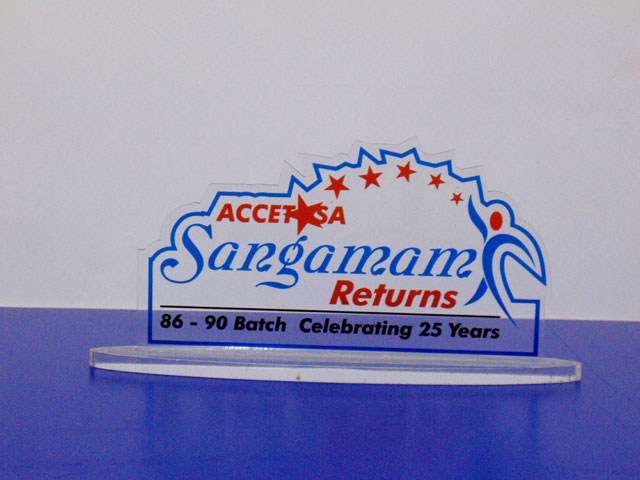 ACCET★SA
Sangamam
Returns
86 - 90 Batch Celebrating 25 Years